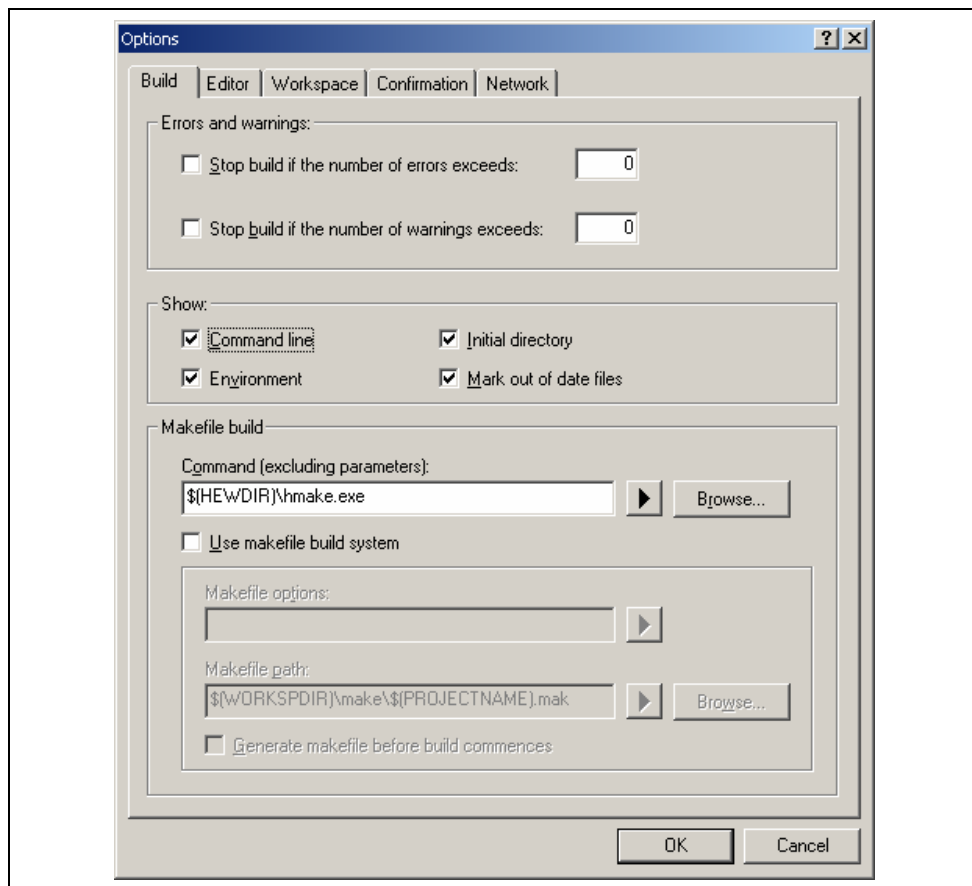 Options
Build Editor Workspace Confirmation Network
Errors and warnings:
Stop build if the number of errors exceeds: 0
Stop build if the number of warnings exceeds: 0
Show:
Command line Initial directory
Environment Mark out of date files
Makefile build
Command (excluding parameters):
$(HEWDIR)\hmake.exe Browse...
Use makefile build system
Makefile options:
Makefile path:
$(WORKSPDIR)\make\$(PROJECTNAME).mak Browse...
Generate makefile before build commences
OK Cancel